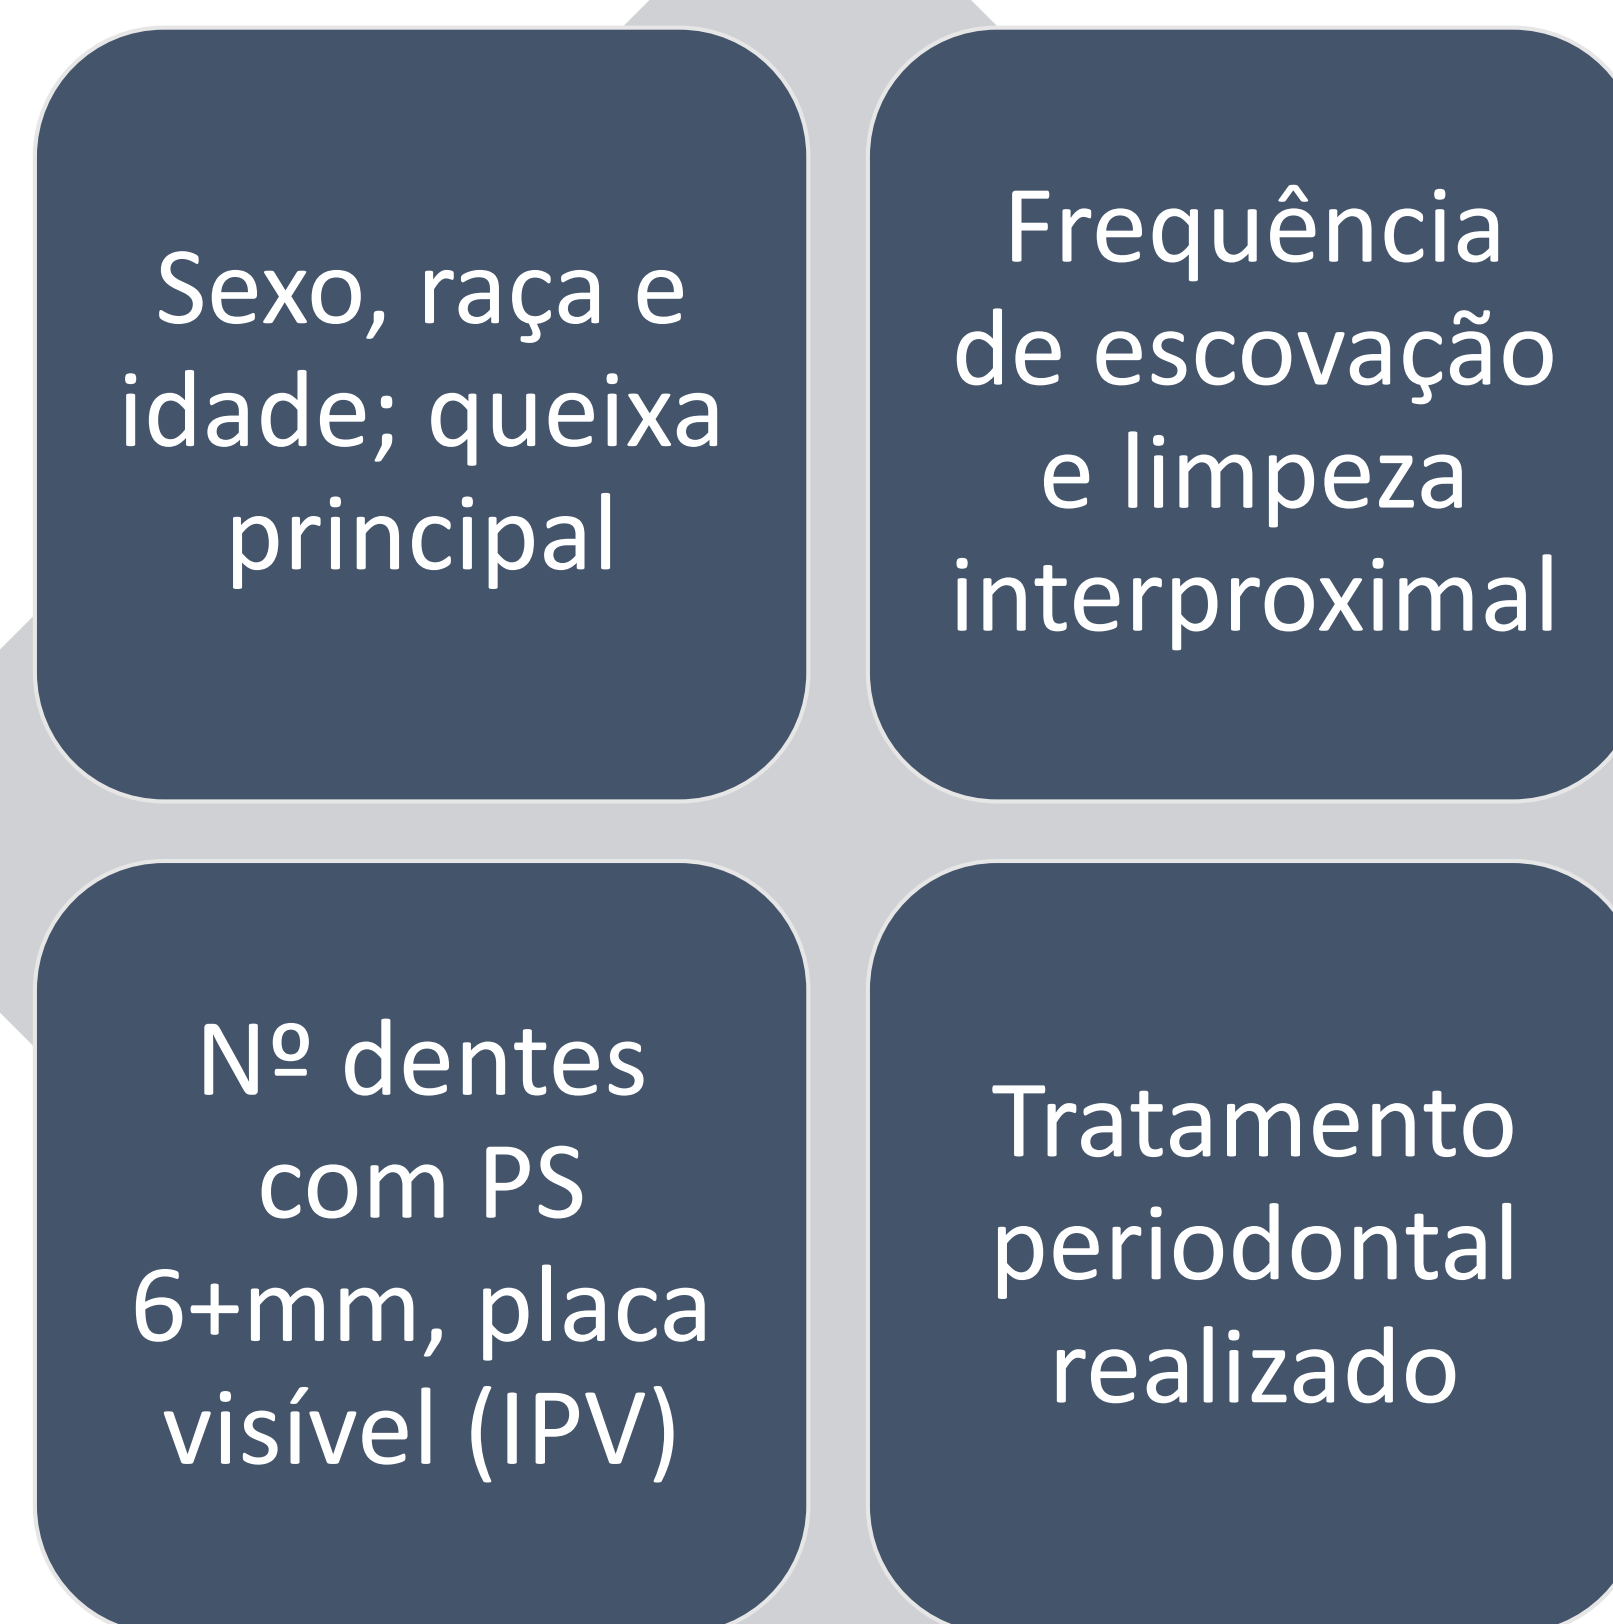 Sexo, raça e
idade; queixa
principal
Frequência
de escovação
e limpeza
interproximal
Nº dentes
com PS
6+mm, placa
visível (IPV)
Tratamento
periodontal
realizado